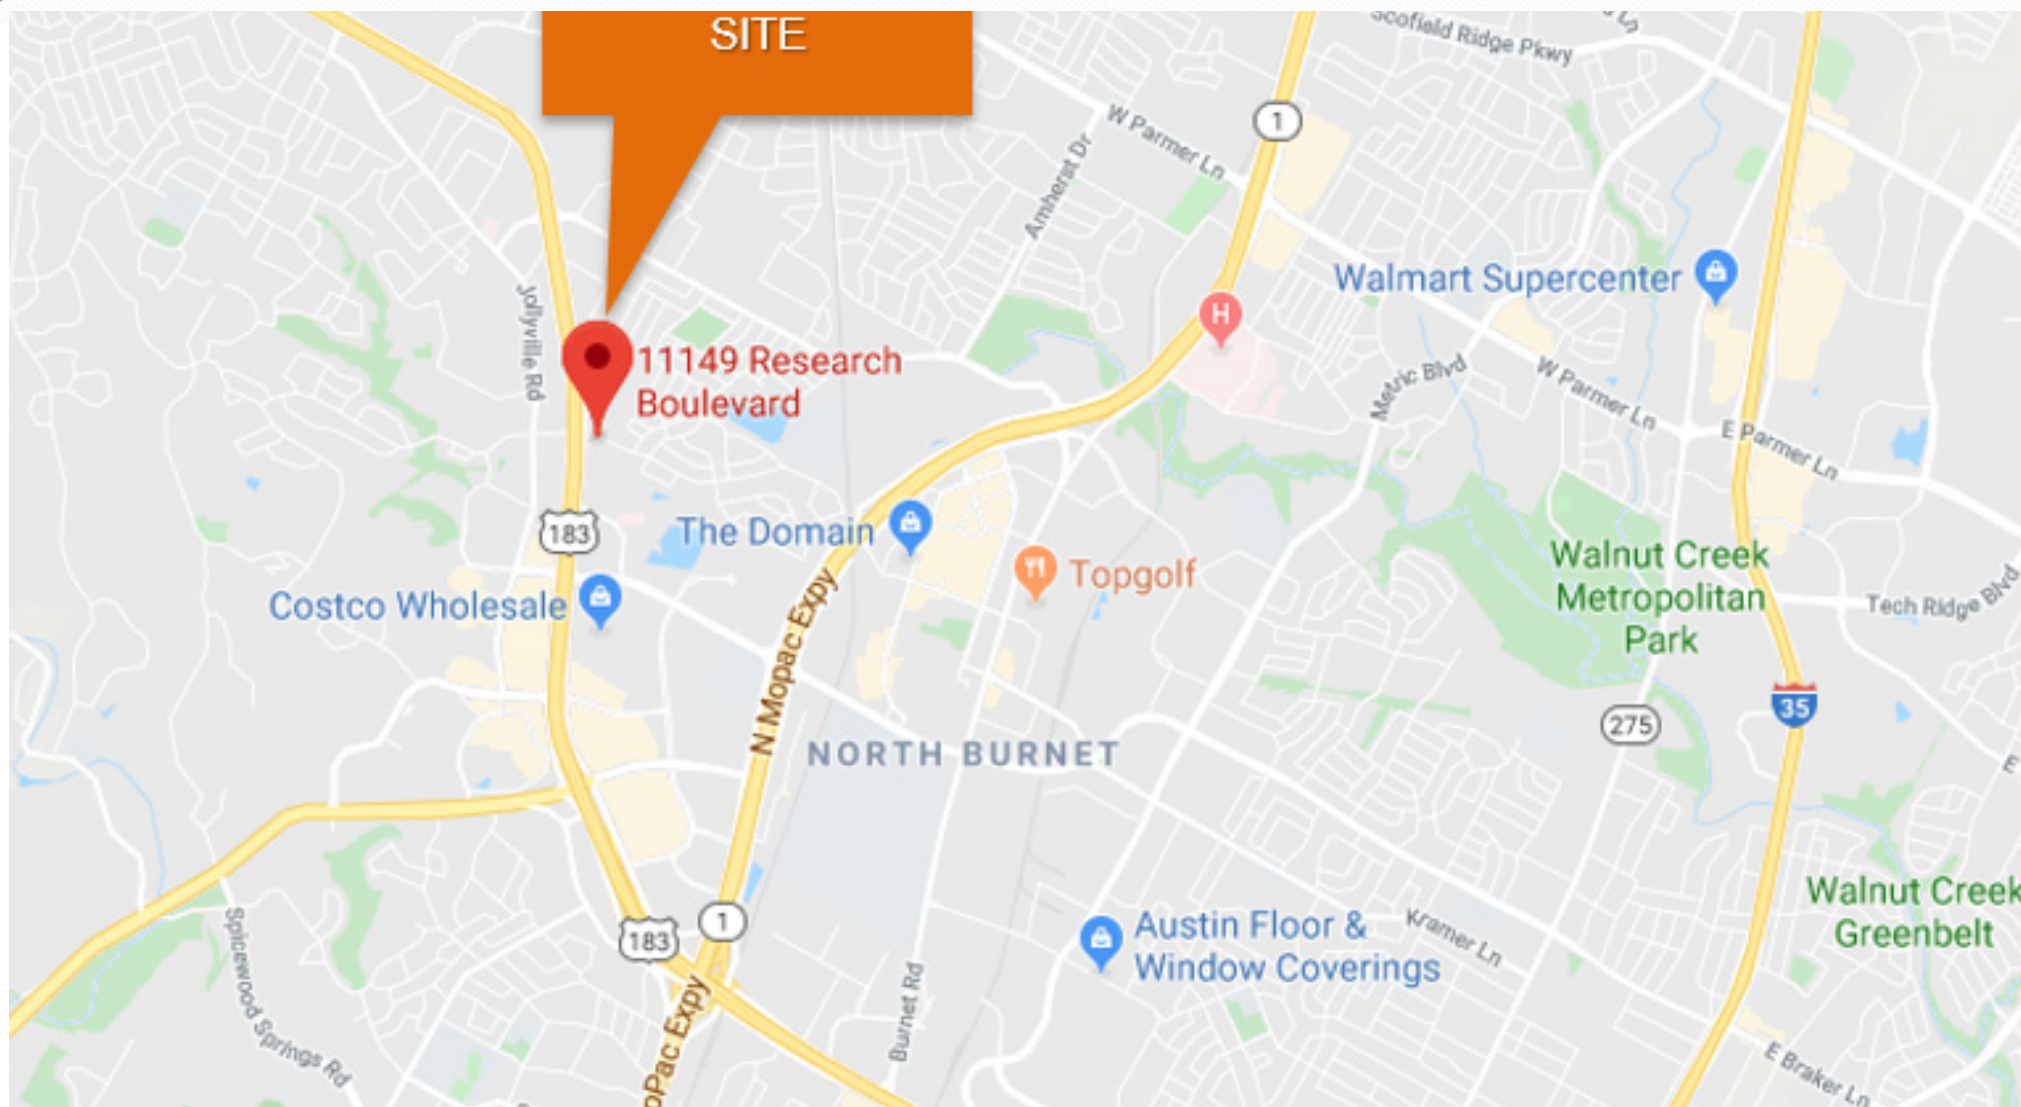 SITE
Scofield Ridge Pkwy
1
W Parmer Ln
Amherst Dr
Walmart Supercenter
H
Jollyville Rd
11149 Research
Boulevard
Metric Blvd
W Parmer Ln
E Parmer Ln
183
The Domain
Topgolf
Walnut Creek
Metropolitan
Park
Tech Ridge Blvd
Costco Wholesale
N Mopac Expy
35
275
NORTH BURNET
E
Walnut Creek
Greenbelt
Spicewood Springs Rd
183
1
Austin Floor &
Window Coverings
Kramer Ln
Burnet Rd
oPac Expy
E Braker Ln